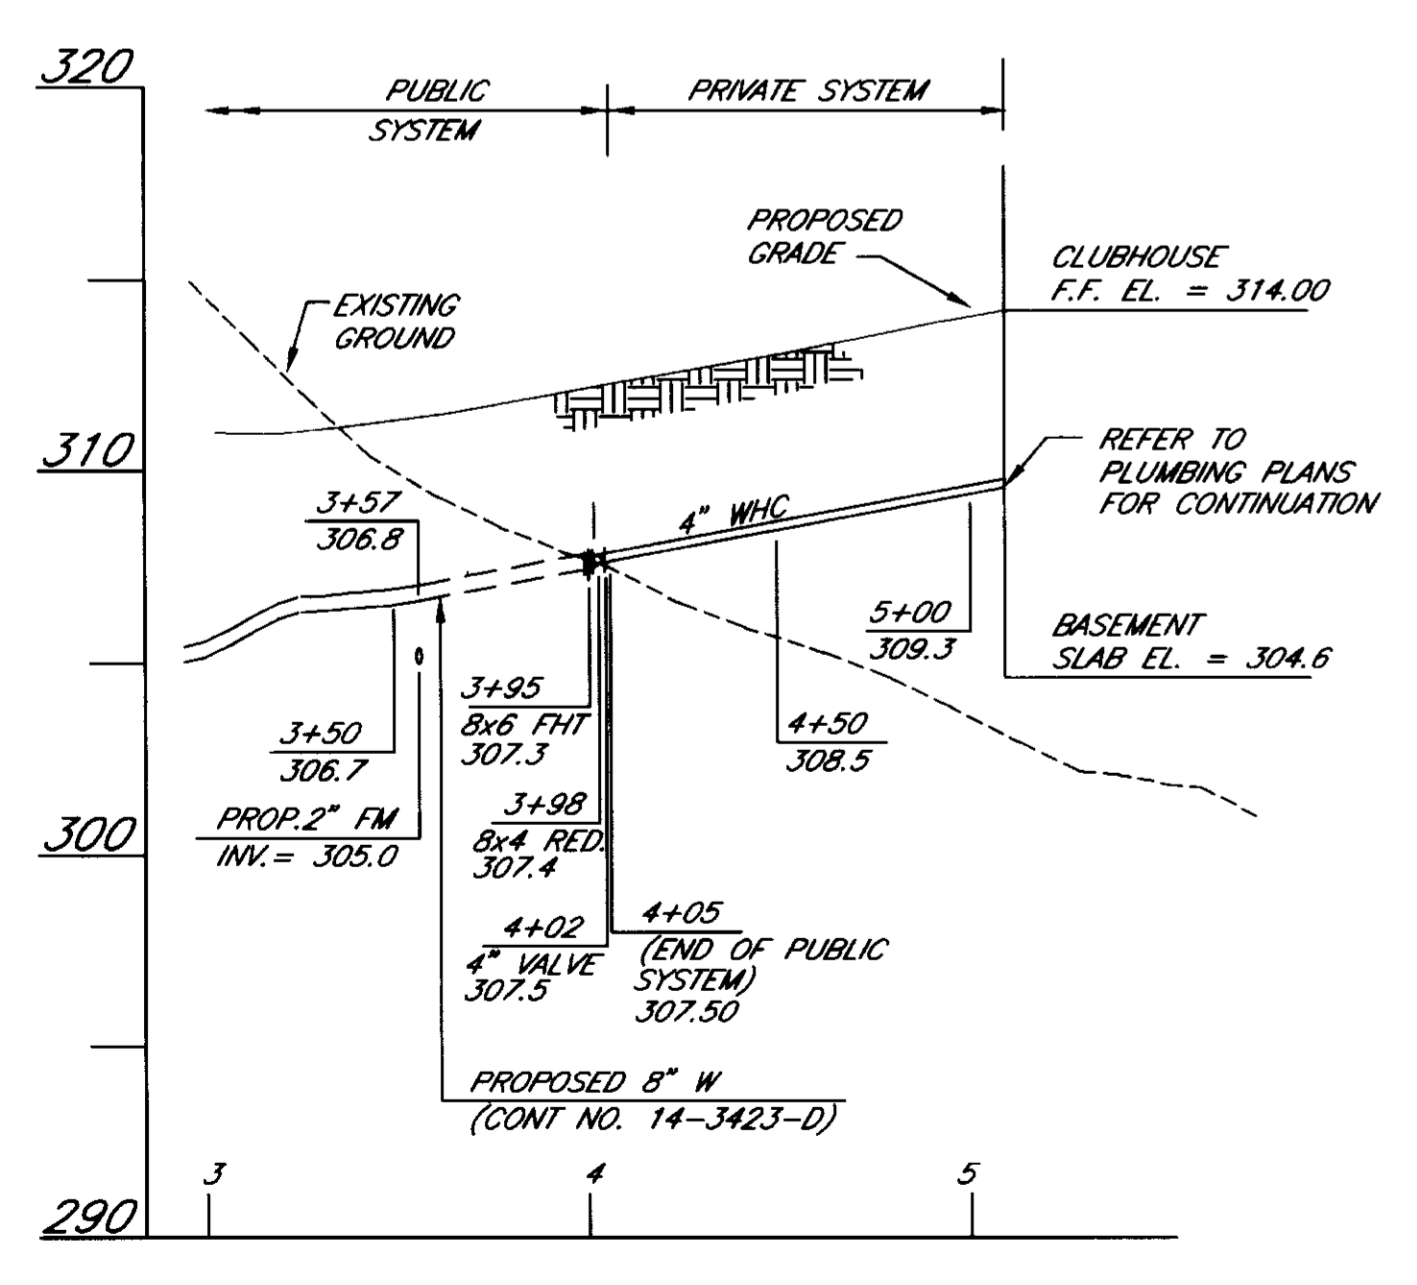 320
PUBLIC
SYSTEM
PRIVATE SYSTEM
PROPOSED
GRADE
CLUBHOUSE
F.F. EL. = 314.00
EXISTING
GROUND
310
REFER TO
PLUMBING PLANS
FOR CONTINUATION
3+57
306.8
4" WHC
5+00
309.3
BASEMENT
SLAB EL. = 304.6
3+95
8x6 FHT
307.3
3+50
306.7
4+50
308.5
PROP.2" FM
INV.= 305.0
300
3+98
8x4 RED.
307.4
4+02
4" VALVE
307.5
4+05
(END OF PUBLIC
SYSTEM)
307.50
PROPOSED 8" W
(CONT NO. 14-3423-D)
3
4
5
290